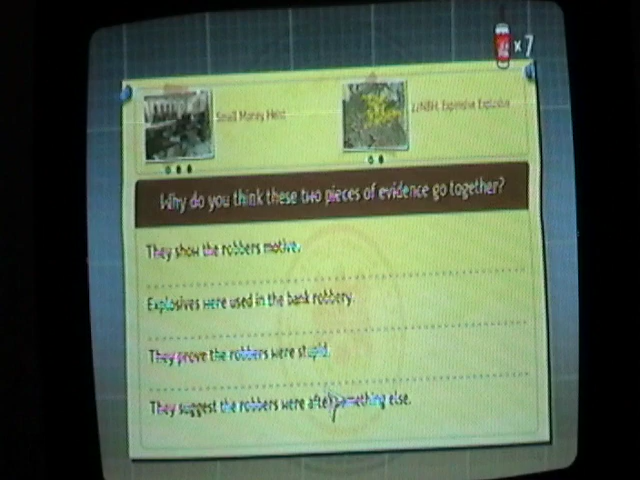 x 7
Small Money Heist
Expensive Explosive
Why do you think these two pieces of evidence go together?
They show the robbers motive.
Explosives were used in the bank robbery.
They prove the robbers were stupid.
They suggest the robbers were after something else.